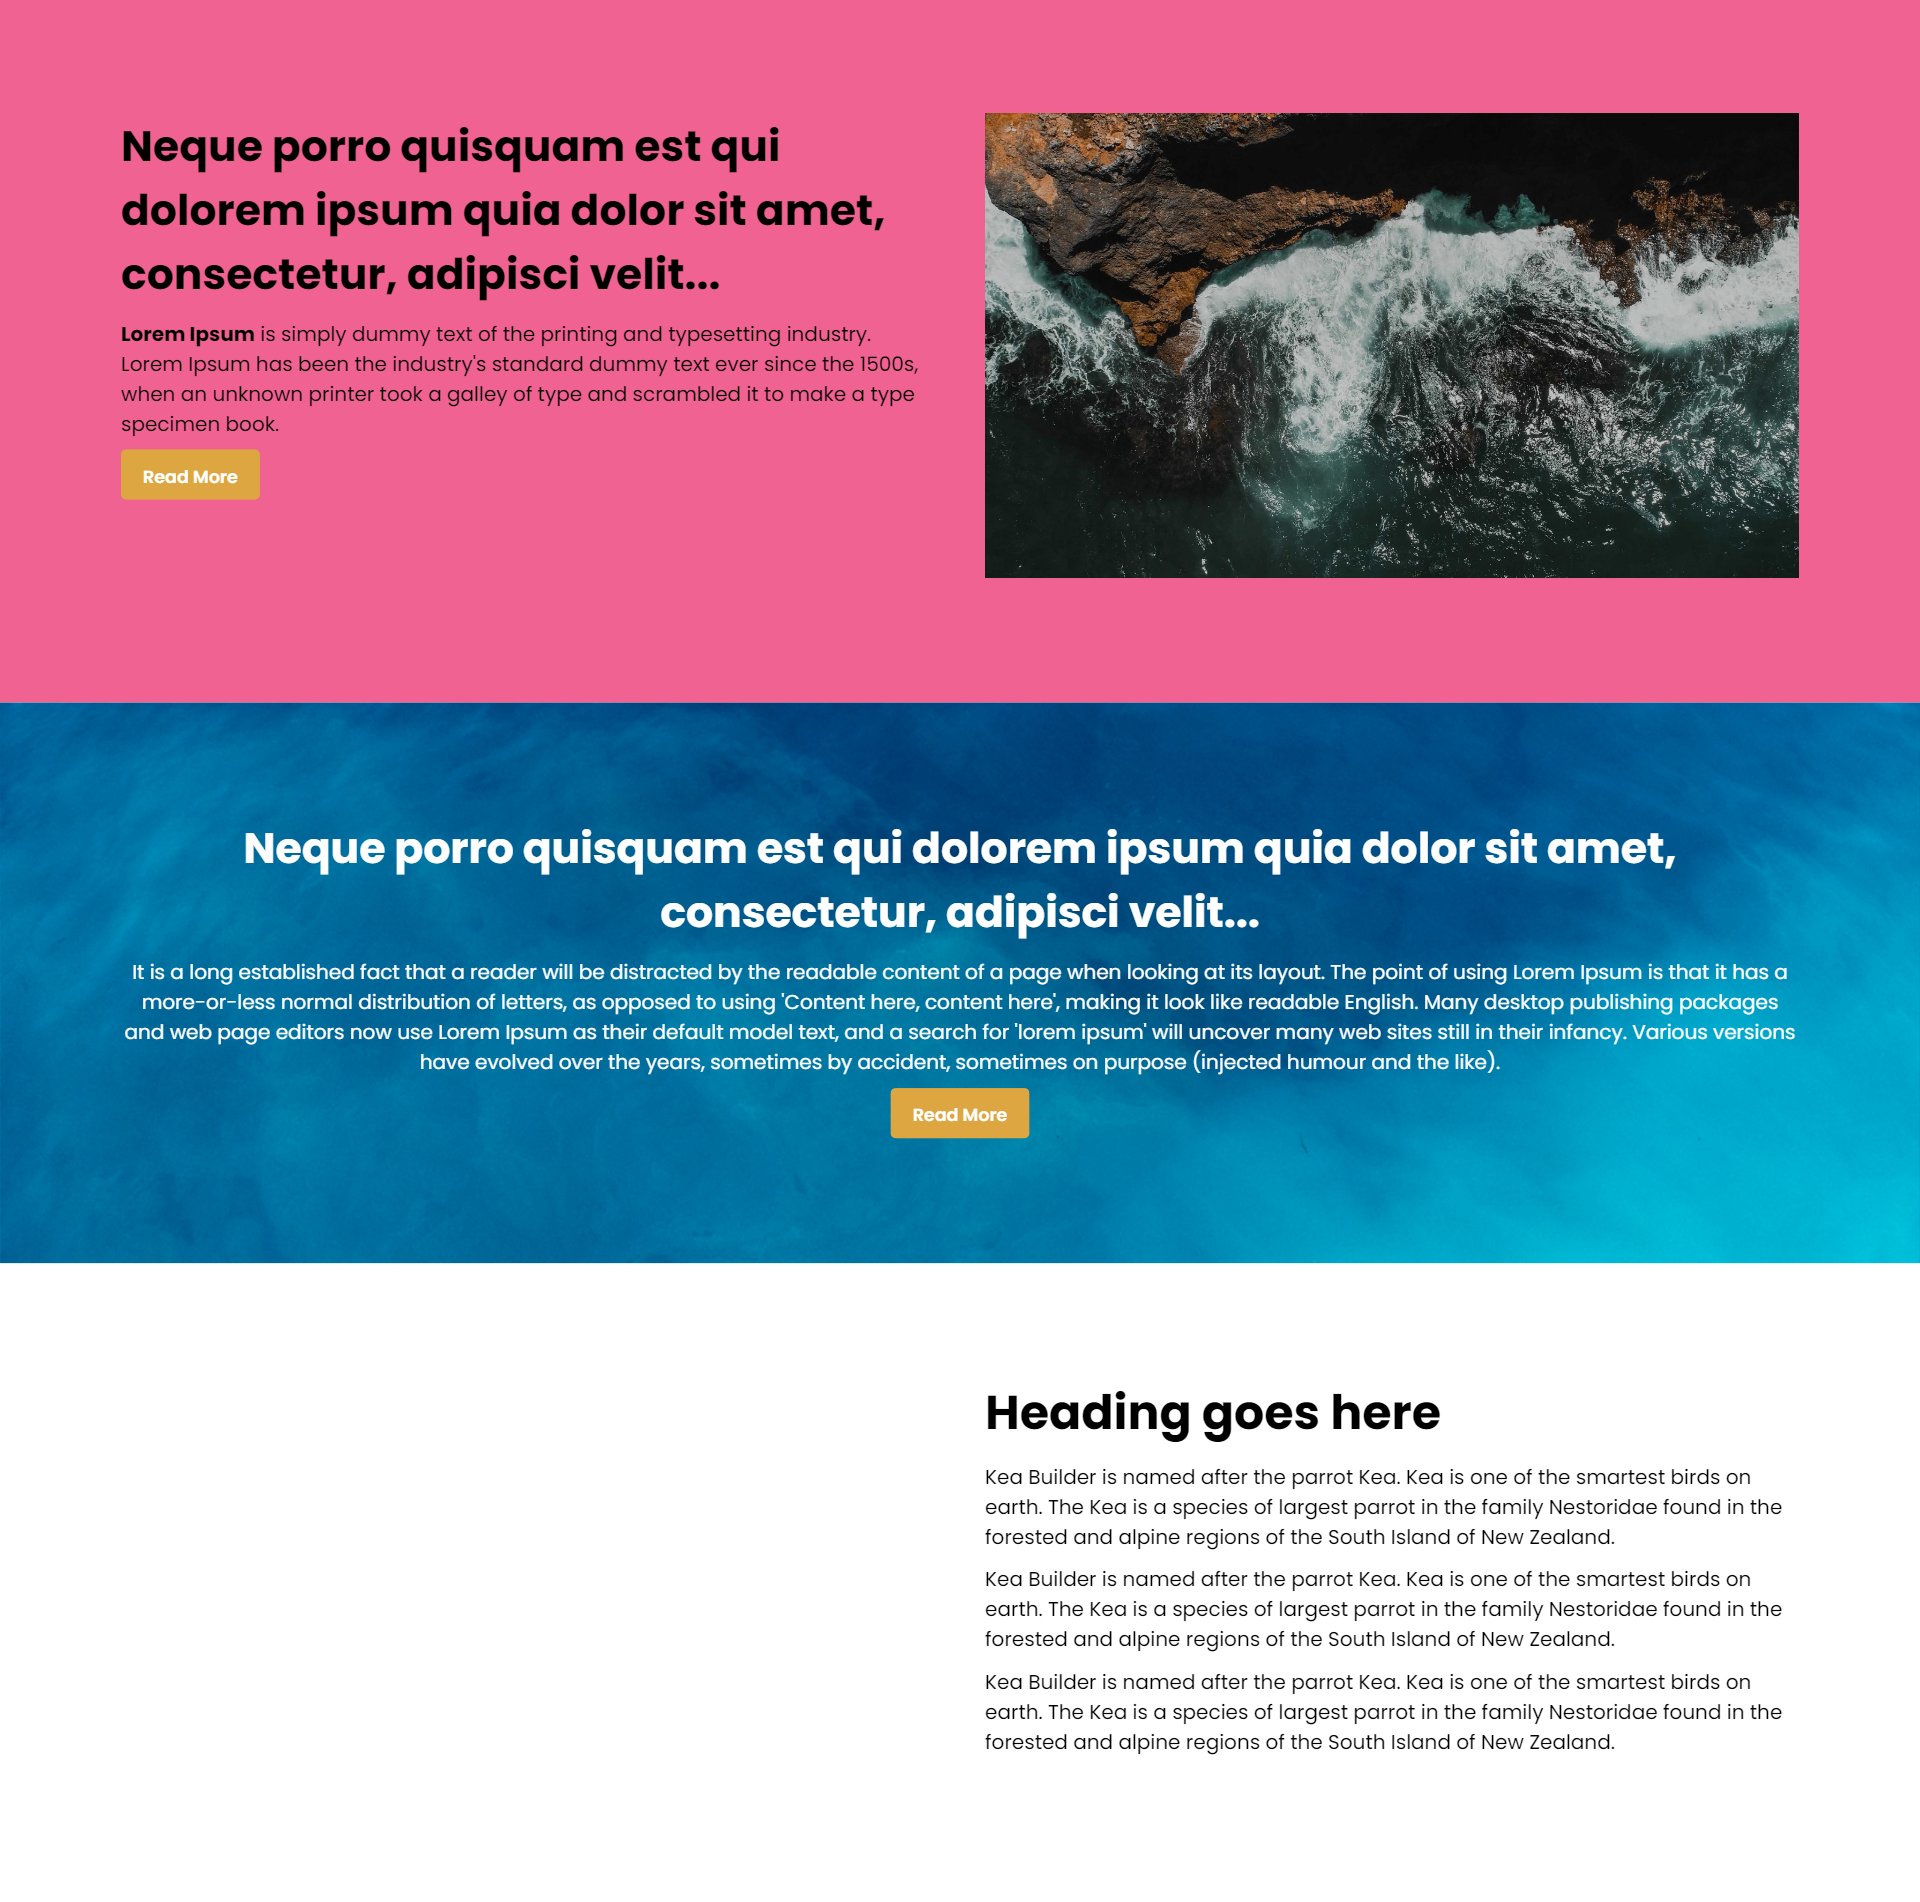 Neque porro quisquam est qui
dolorem ipsum quia dolor sit amet,
consectetur, adipisci velit...
Lorem Ipsum is simply dummy text of the printing and typesetting industry.
Lorem Ipsum has been the industry's standard dummy text ever since the 1500s,
when an unknown printer took a galley of type and scrambled it to make a type
specimen book.
Read More
Neque porro quisquam est qui dolorem ipsum quia dolor sit amet,
consectetur, adipisci velit...
It is a long established fact that a reader will be distracted by the readable content of a page when looking at its layout. The point of using Lorem Ipsum is that it has a
more-or-less normal distribution of letters, as opposed to using 'Content here, content here', making it look like readable English. Many desktop publishing packages
and web page editors now use Lorem Ipsum as their default model text, and a search for 'lorem ipsum' will uncover many web sites still in their infancy. Various versions
have evolved over the years, sometimes by accident, sometimes on purpose (injected humour and the like).
Read More
Heading goes here
Kea Builder is named after the parrot Kea. Kea is one of the smartest birds on
earth. The Kea is a species of largest parrot in the family Nestoridae found in the
forested and alpine regions of the South Island of New Zealand.
Kea Builder is named after the parrot Kea. Kea is one of the smartest birds on
earth. The Kea is a species of largest parrot in the family Nestoridae found in the
forested and alpine regions of the South Island of New Zealand.
Kea Builder is named after the parrot Kea. Kea is one of the smartest birds on
earth. The Kea is a species of largest parrot in the family Nestoridae found in the
forested and alpine regions of the South Island of New Zealand.